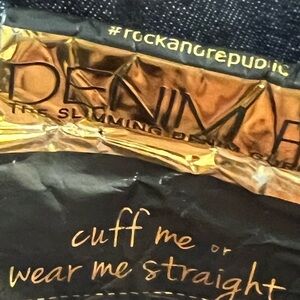 #rockandrepublic
DENIM
THE SLIMMING
cuff me or
wear me straight